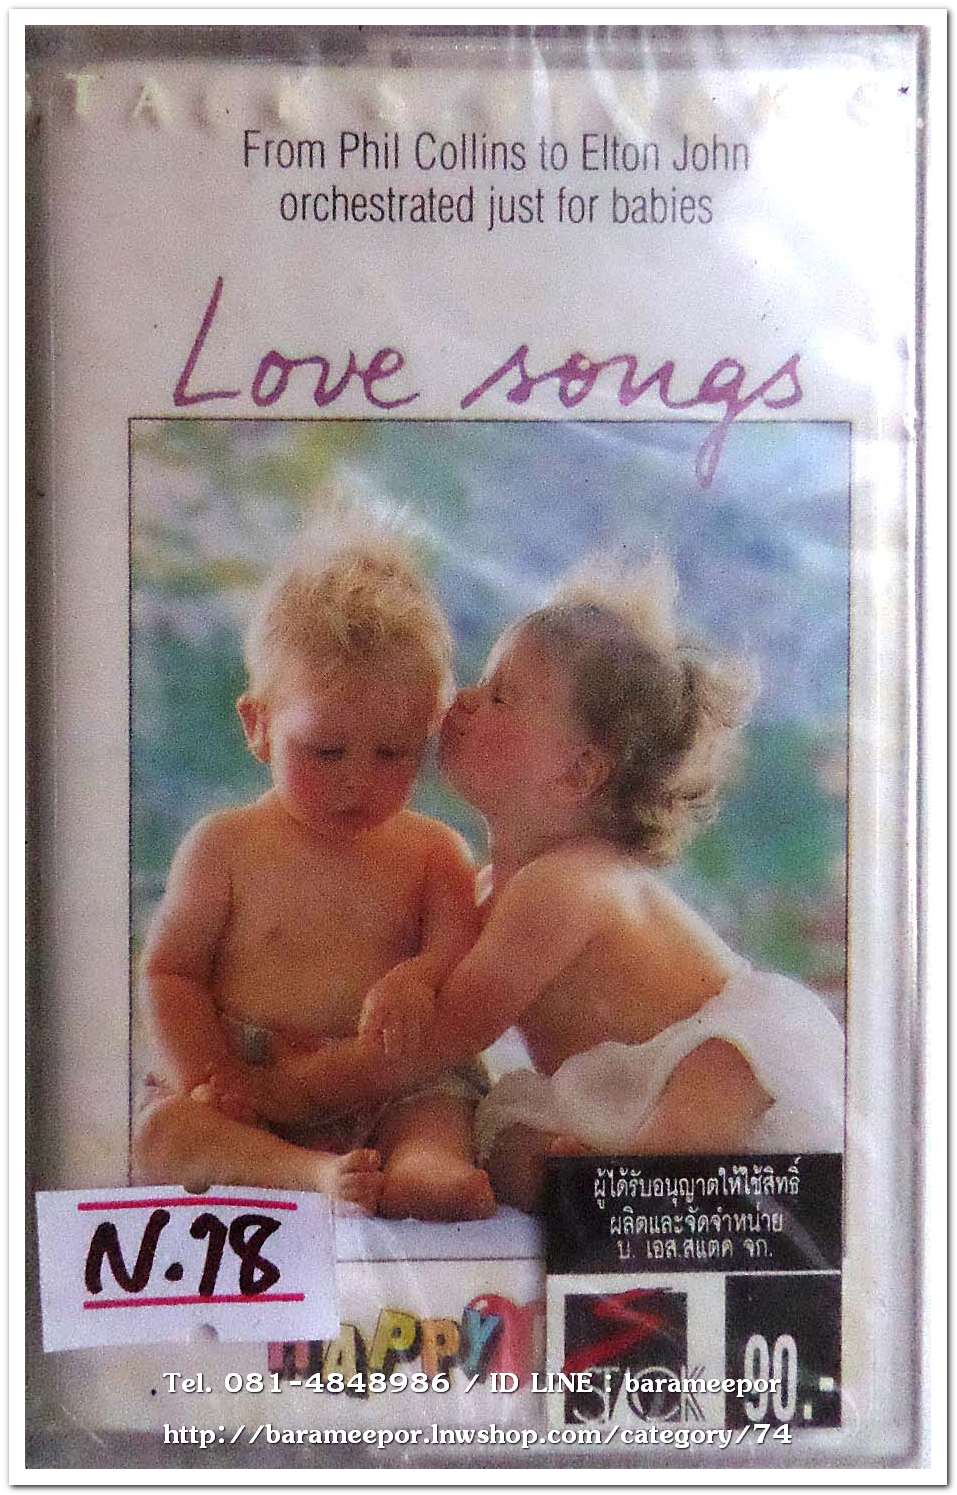 From Phil Collins to Elton John
orchestrated just for babies
Love songs
ผู้ได้รับอนุญาตให้ใช้สิทธิ์
ผลิตและจัดจำหน่าย
บ. เอส.สแตค จก.
N.78
HAPPY
STACK
90.-
Tel. 081-4848986 / ID LINE : barameepor
http://barameepor.lnwshop.com/category/74